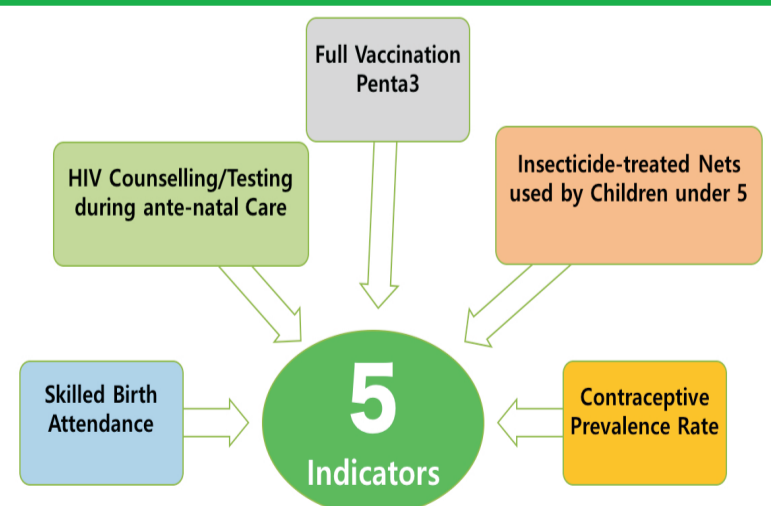 Full Vaccination
Penta3
HIV Counselling/Testing
during ante-natal Care
Insecticide-treated Nets
used by Children under 5
Skilled Birth
Attendance
5
Indicators
Contraceptive
Prevalence Rate